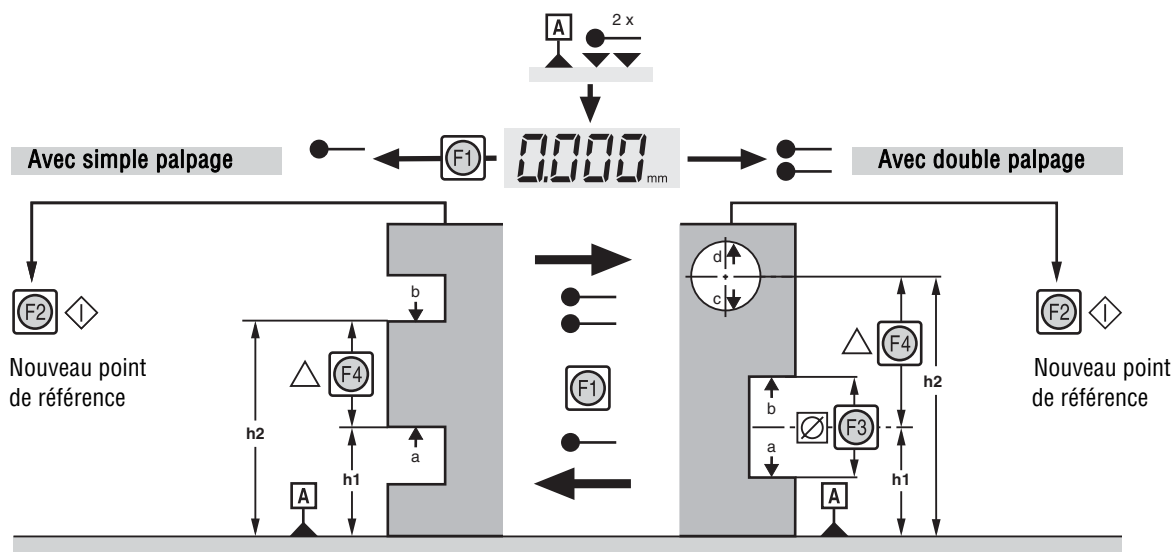 A
2 x
Avec simple palpage
F1
0.000 mm
Avec double palpage
F2
Nouveau point
de référence
b
F4
a
h2
h1
A
F1
d
c
F4
h2
b
F3
a
h1
A
F2
Nouveau point
de référence